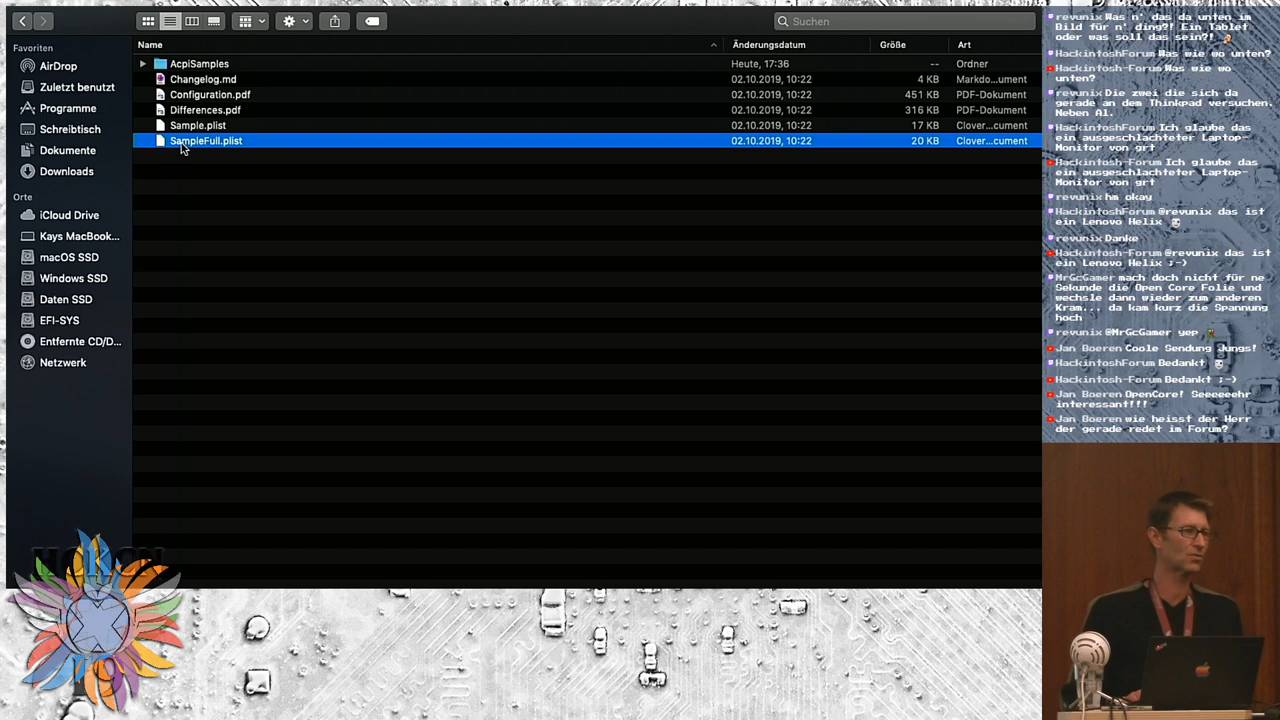 Suchen
Name
Änderungsdatum
Größe
Art
AcpiSamples
Heute, 17:36
--
Ordner
Changelog.md
02.10.2019, 10:22
4 KB
Markdo...ument
Configuration.pdf
02.10.2019, 10:22
451 KB
PDF-Dokument
Differences.pdf
02.10.2019, 10:22
316 KB
PDF-Dokument
Sample.plist
02.10.2019, 10:22
17 KB
Clover...cument
SampleFull.plist
02.10.2019, 10:22
20 KB
Clover...cument
Favoriten
AirDrop
Zuletzt benutzt
Programme
Schreibtisch
Dokumente
Downloads
Orte
iCloud Drive
Kays MacBook...
macOS SSD
Windows SSD
Daten SSD
EFI-SYS
Entfernte CD/D...
Netzwerk
revunix Was n' das da unten im
Bild für n' ding?! Ein Tablet
oder was soll das sein?!
HackintoshForum Was wie wo unten?
Hackintosh-Forum Was wie wo
unten?
revunix Die zwei die sich da
gerade an dem Thinkpad versuchen.
Neben Al.
HackintoshForum Ich glaube das
ein ausgeschlachteter Laptop-
Monitor von grt
Hackintosh-Forum Ich glaube das
ein ausgeschlachteter Laptop-
Monitor von grt
revunix hm okay
HackintoshForum @revunix das ist
ein Lenovo Helix
revunix Danke
Hackintosh-Forum @revunix das ist
ein Lenovo Helix ;-)
MrGcGamer mach doch nicht für ne
Sekunde die Open Core Folie und
wechsle dann wieder zum anderen
Kram... da kam kurz die Spannung
hoch
revunix @MrGcGamer yep
Jan Boeren Coole Sendung Jungs!
HackintoshForum Bedankt
Hackintosh-Forum Bedankt ;-)
Jan Boeren OpenCore! Seeeeeehr
interessant!!!
Jan Boeren wie heisst der Herr
der gerade redet im Forum?